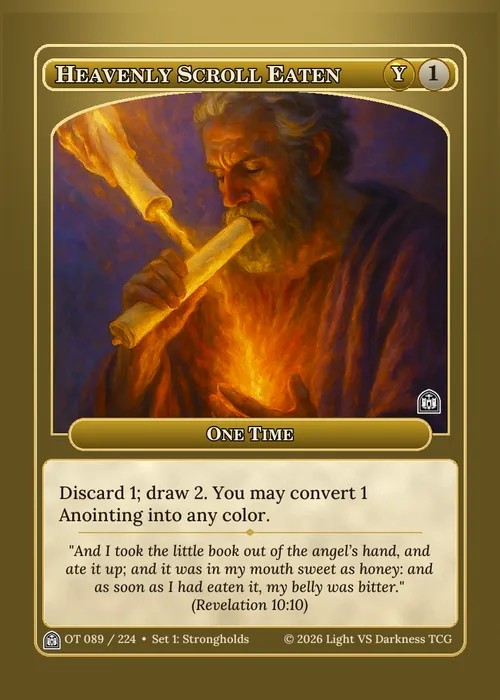 Heavenly Scroll Eaten Y 1
One Time
Discard 1; draw 2. You may convert 1
Anointing into any color.
"And I took the little book out of the angel's hand, and
ate it up; and it was in my mouth sweet as honey: and
as soon as I had eaten it, my belly was bitter."
(Revelation 10:10)
OT 089 / 224 • Set 1: Strongholds © 2026 Light VS Darkness TCG